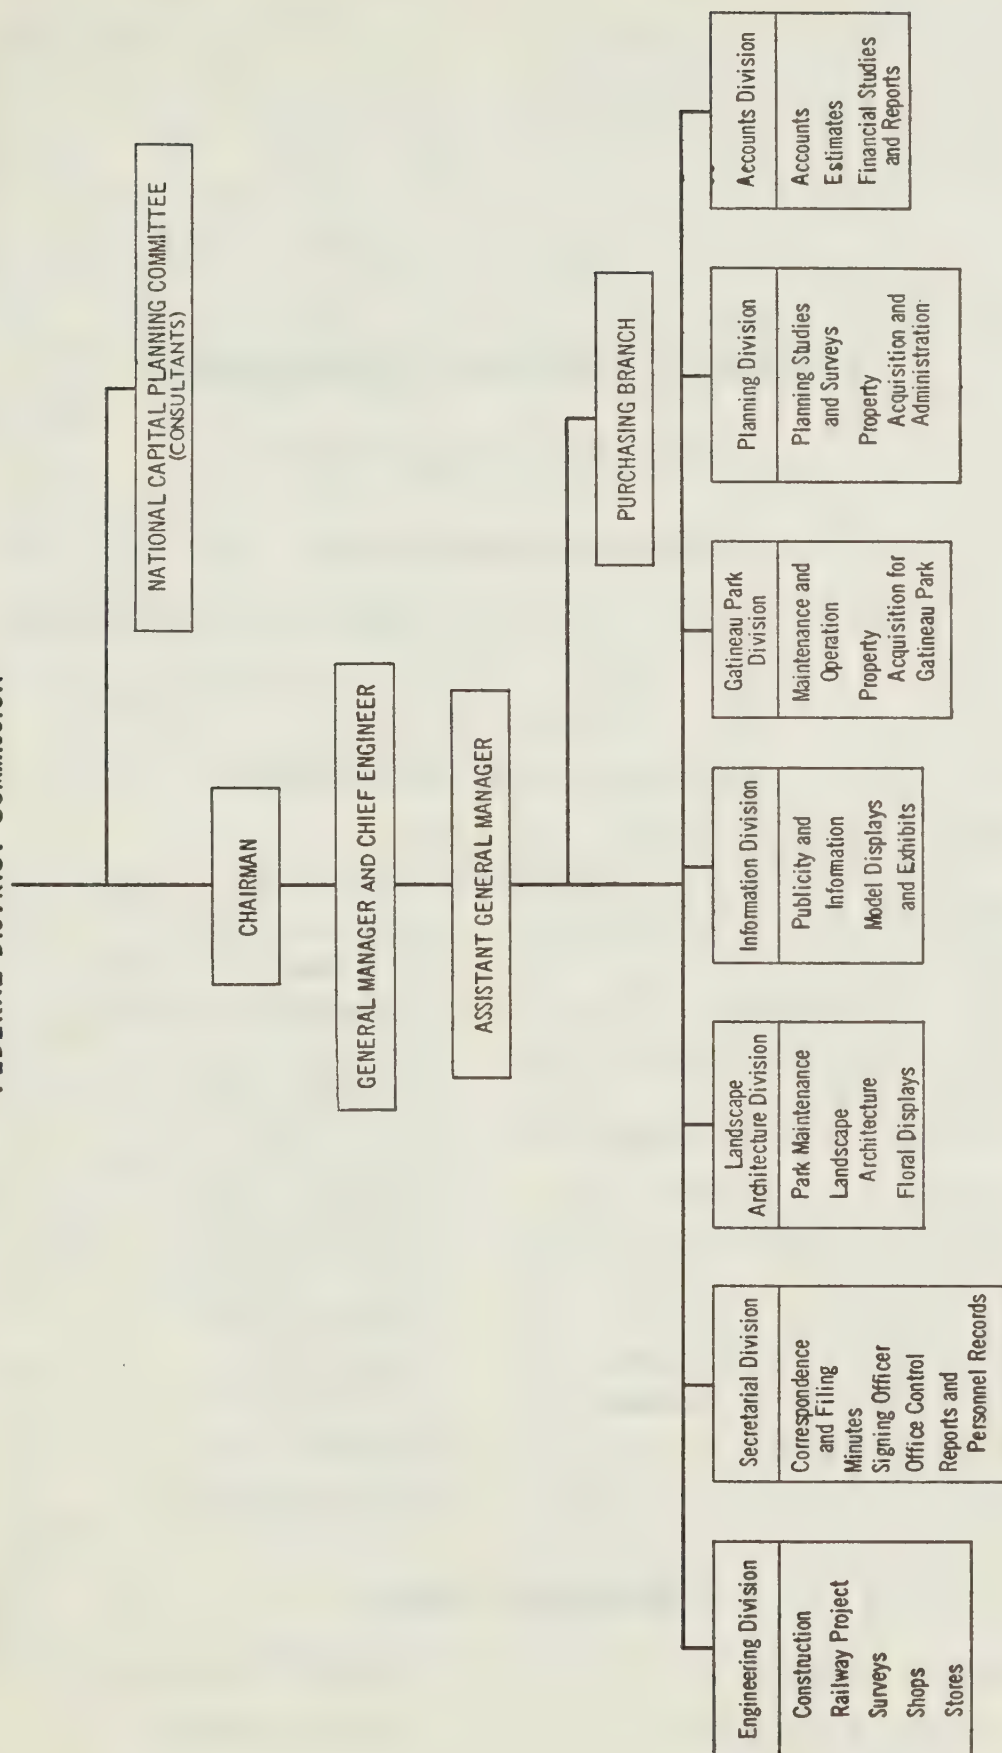 NATIONAL CAPITAL PLANNING COMMITTEE
(CONSULTANTS)
CHAIRMAN
GENERAL MANAGER AND CHIEF ENGINEER
ASSISTANT GENERAL MANAGER
PURCHASING BRANCH
Engineering Division
Construction
Railway Project
Surveys
Shops
Stores
Secretarial Division
Correspondence
and Filing
Minutes
Signing Officer
Office Control
Reports and
Personnel Records
Landscape
Architecture Division
Park Maintenance
Landscape
Architecture
Floral Displays
Information Division
Publicity and
Information
Model Displays
and Exhibits
Gatineau Park
Division
Maintenance and
Operation
Property
Acquisition for
Gatineau Park
Planning Division
Planning Studies
and Surveys
Property
Acquisition and
Administration
Accounts Division
Accounts
Estimates
Financial Studies
and Reports